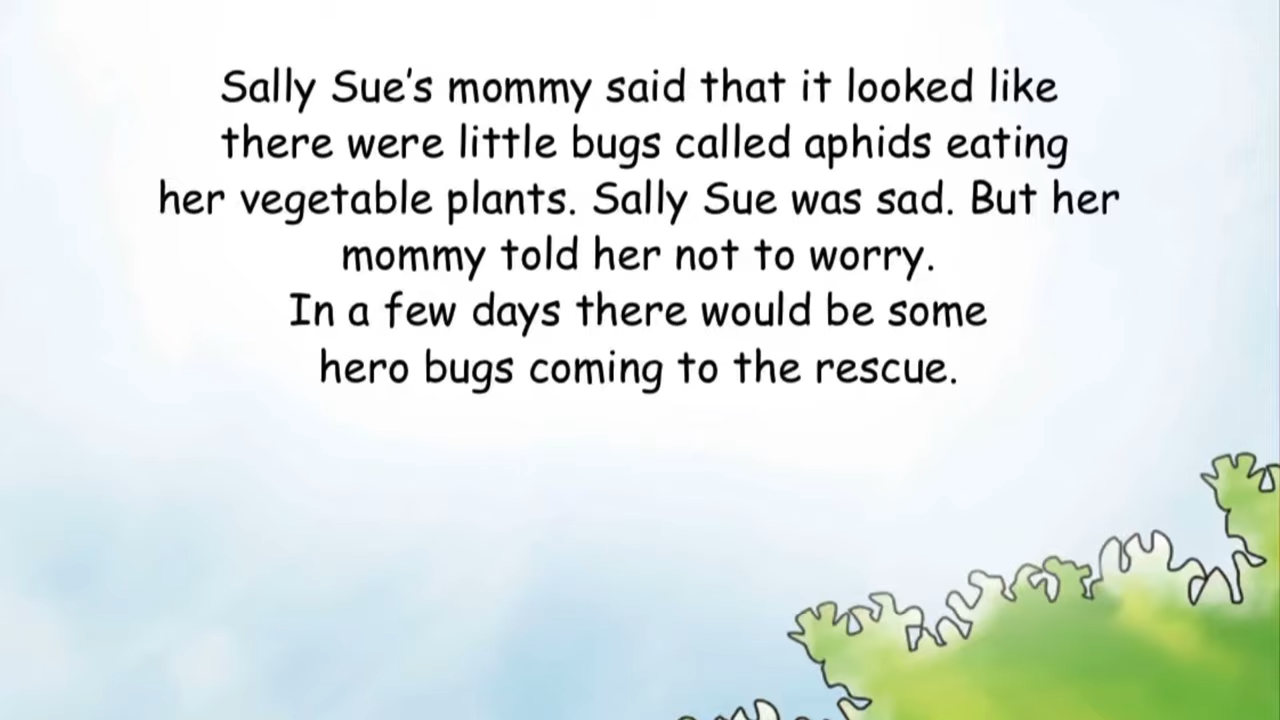 Sally Sue's mommy said that it looked like
there were little bugs called aphids eating
her vegetable plants. Sally Sue was sad. But her
mommy told her not to worry.
In a few days there would be some
hero bugs coming to the rescue.